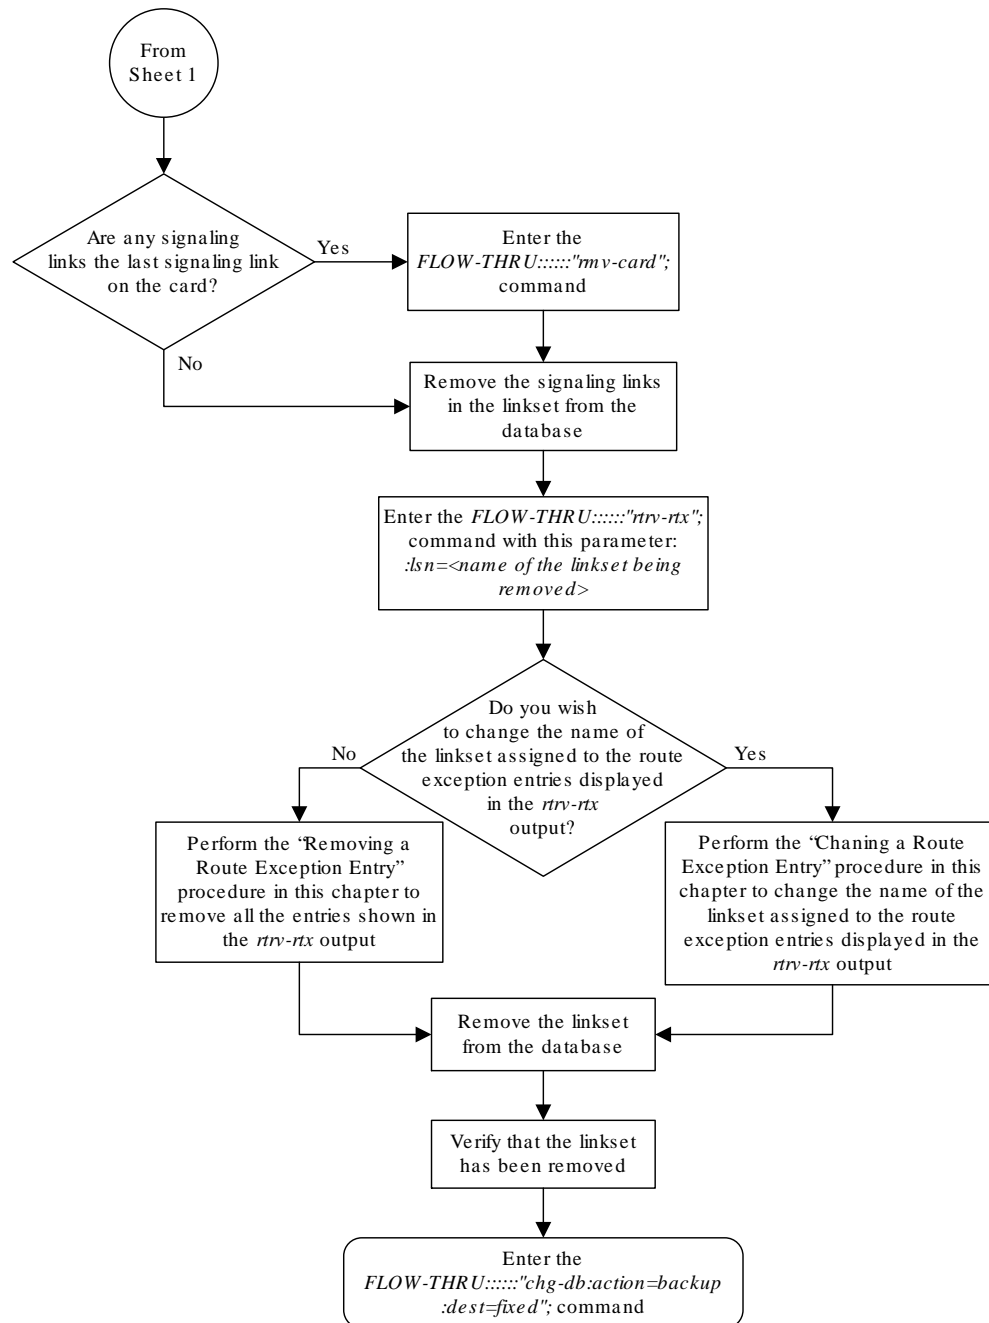 From
Sheet 1
Are any signaling
links the last signaling link
on the card?
Yes
No
Enter the
FLOW-THRU::::::"rmv-card";
command
Remove the signaling links
in the linkset from the
database
Enter the FLOW-THRU::::::"rtrv-rtx";
command with this parameter:
:lsn=<name of the linkset being
removed>
Do you wish
to change the name of
the linkset assigned to the route
exception entries displayed
in the rtrv-rtx
output?
No
Yes
Perform the “Removing a
Route Exception Entry”
procedure in this chapter to
remove all the entries shown in
the rtrv-rtx output
Perform the “Chaning a Route
Exception Entry” procedure in this
chapter to change the name of the
linkset assigned to the route
exception entries displayed in the
rtrv-rtx output
Remove the linkset
from the database
Verify that the linkset
has been removed
Enter the
FLOW-THRU::::::"chg-db:action=backup
:dest=fixed"; command